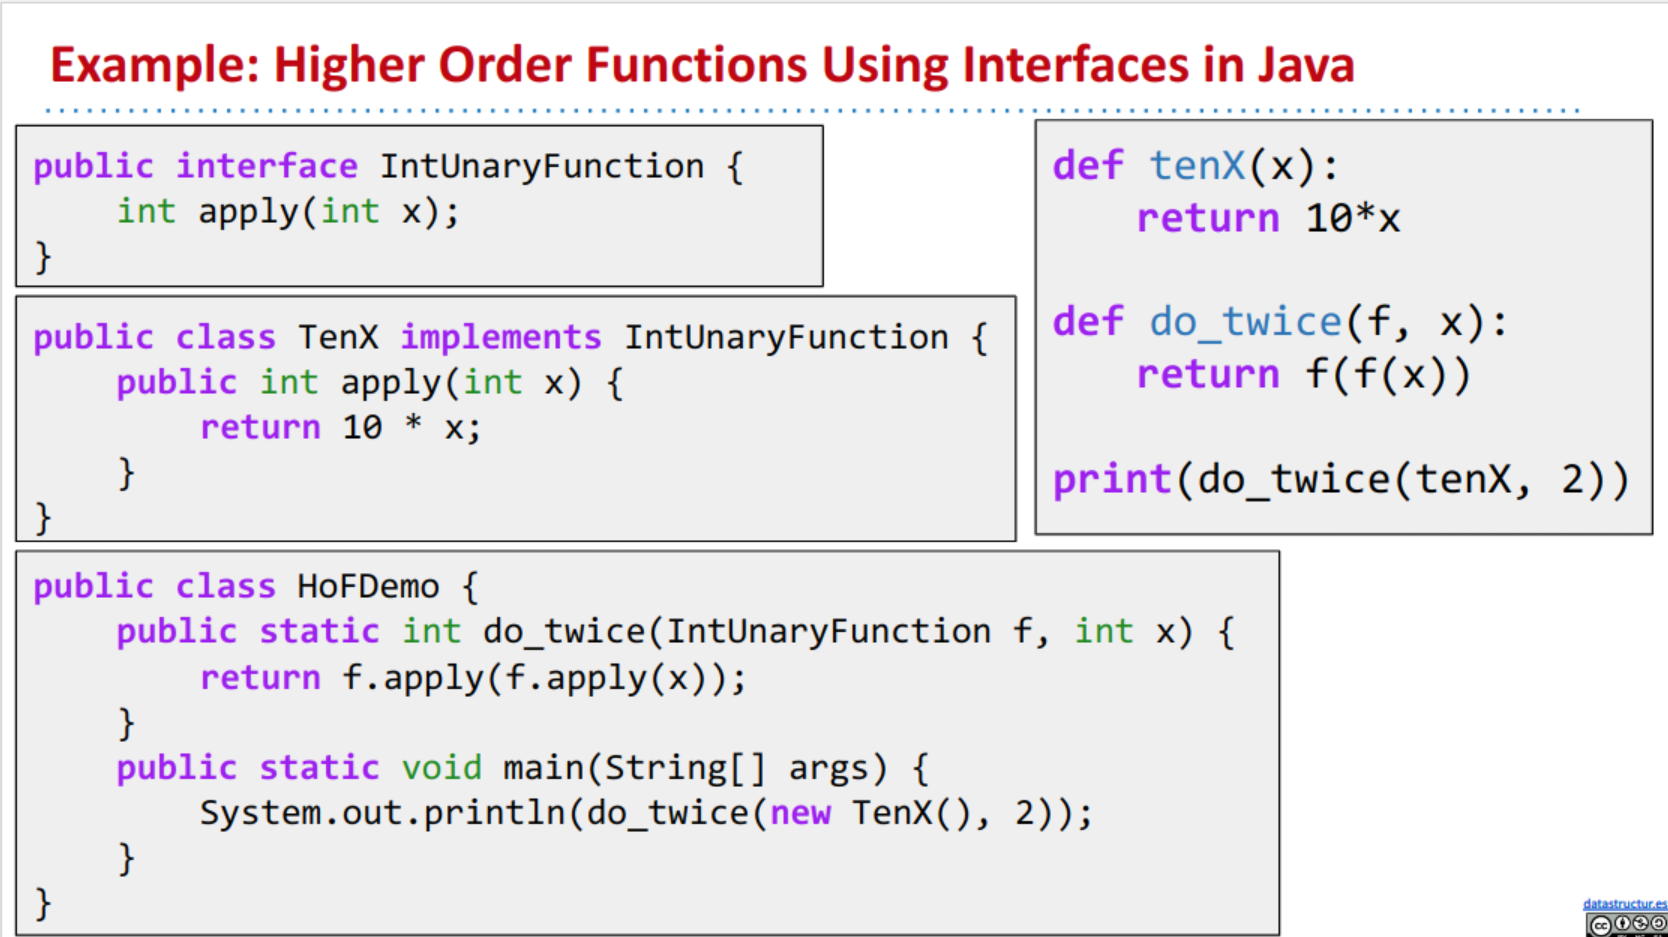 Example: Higher Order Functions Using Interfaces in Java
public interface IntUnaryFunction {
    int apply(int x);
}
public class TenX implements IntUnaryFunction {
    public int apply(int x) {
        return 10 * x;
    }
}
public class HoFDemo {
    public static int do_twice(IntUnaryFunction f, int x) {
        return f.apply(f.apply(x));
    }
    public static void main(String[] args) {
        System.out.println(do_twice(new TenX(), 2));
    }
}
def tenX(x):
    return 10*x
def do_twice(f, x):
    return f(f(x))
print(do_twice(tenX, 2))
datastructur.es
cc